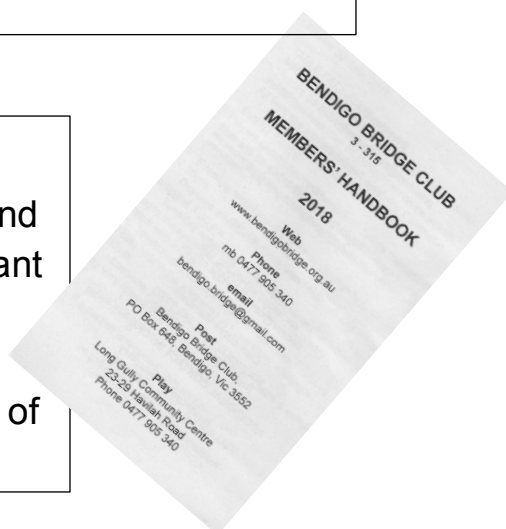 nd
ant
of
BENDIGO BRIDGE CLUB
3 - 315
MEMBERS' HANDBOOK
2018
Web
www.bendigobridge.org.au
Phone
mb 0477 905 340
email
bendigo.bridge@gmail.com
Post
Bendigo Bridge Club,
PO Box 648, Bendigo, Vic 3552
Play
Long Gully Community Centre
23-29 Havilah Road
Phone 0477 905 340